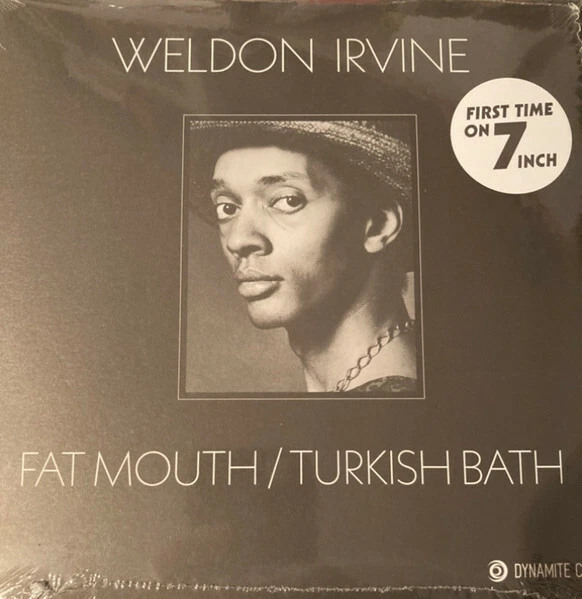 WELDON IRVINE
FIRST TIME
ON 7
INCH
FAT MOUTH / TURKISH BATH
DYNAMITE C